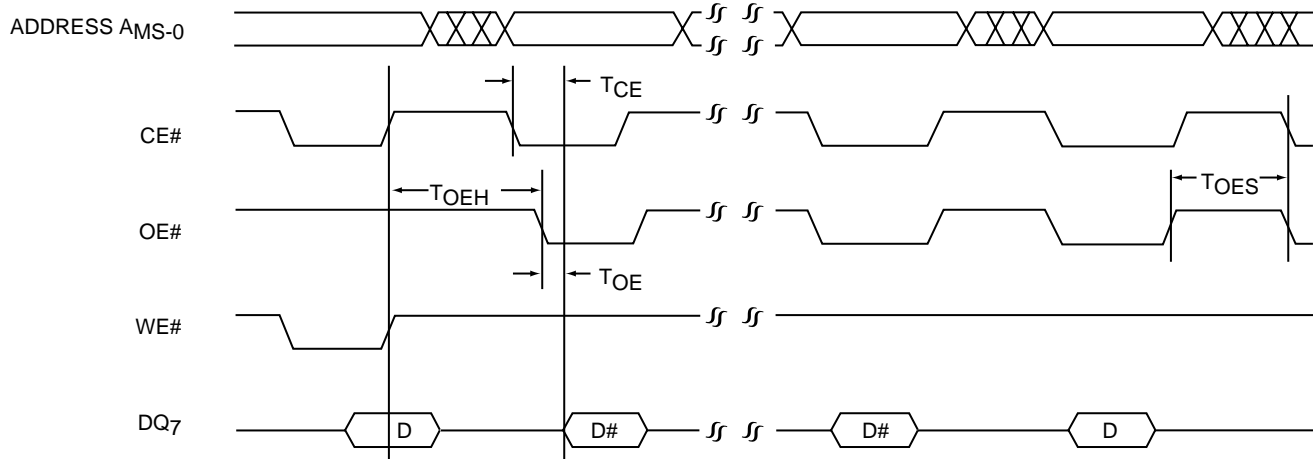 ADDRESS AMS-0
TCE
CE#
TOEH
TOES
OE#
TOE
WE#
DQ7
D
D#
D#
D